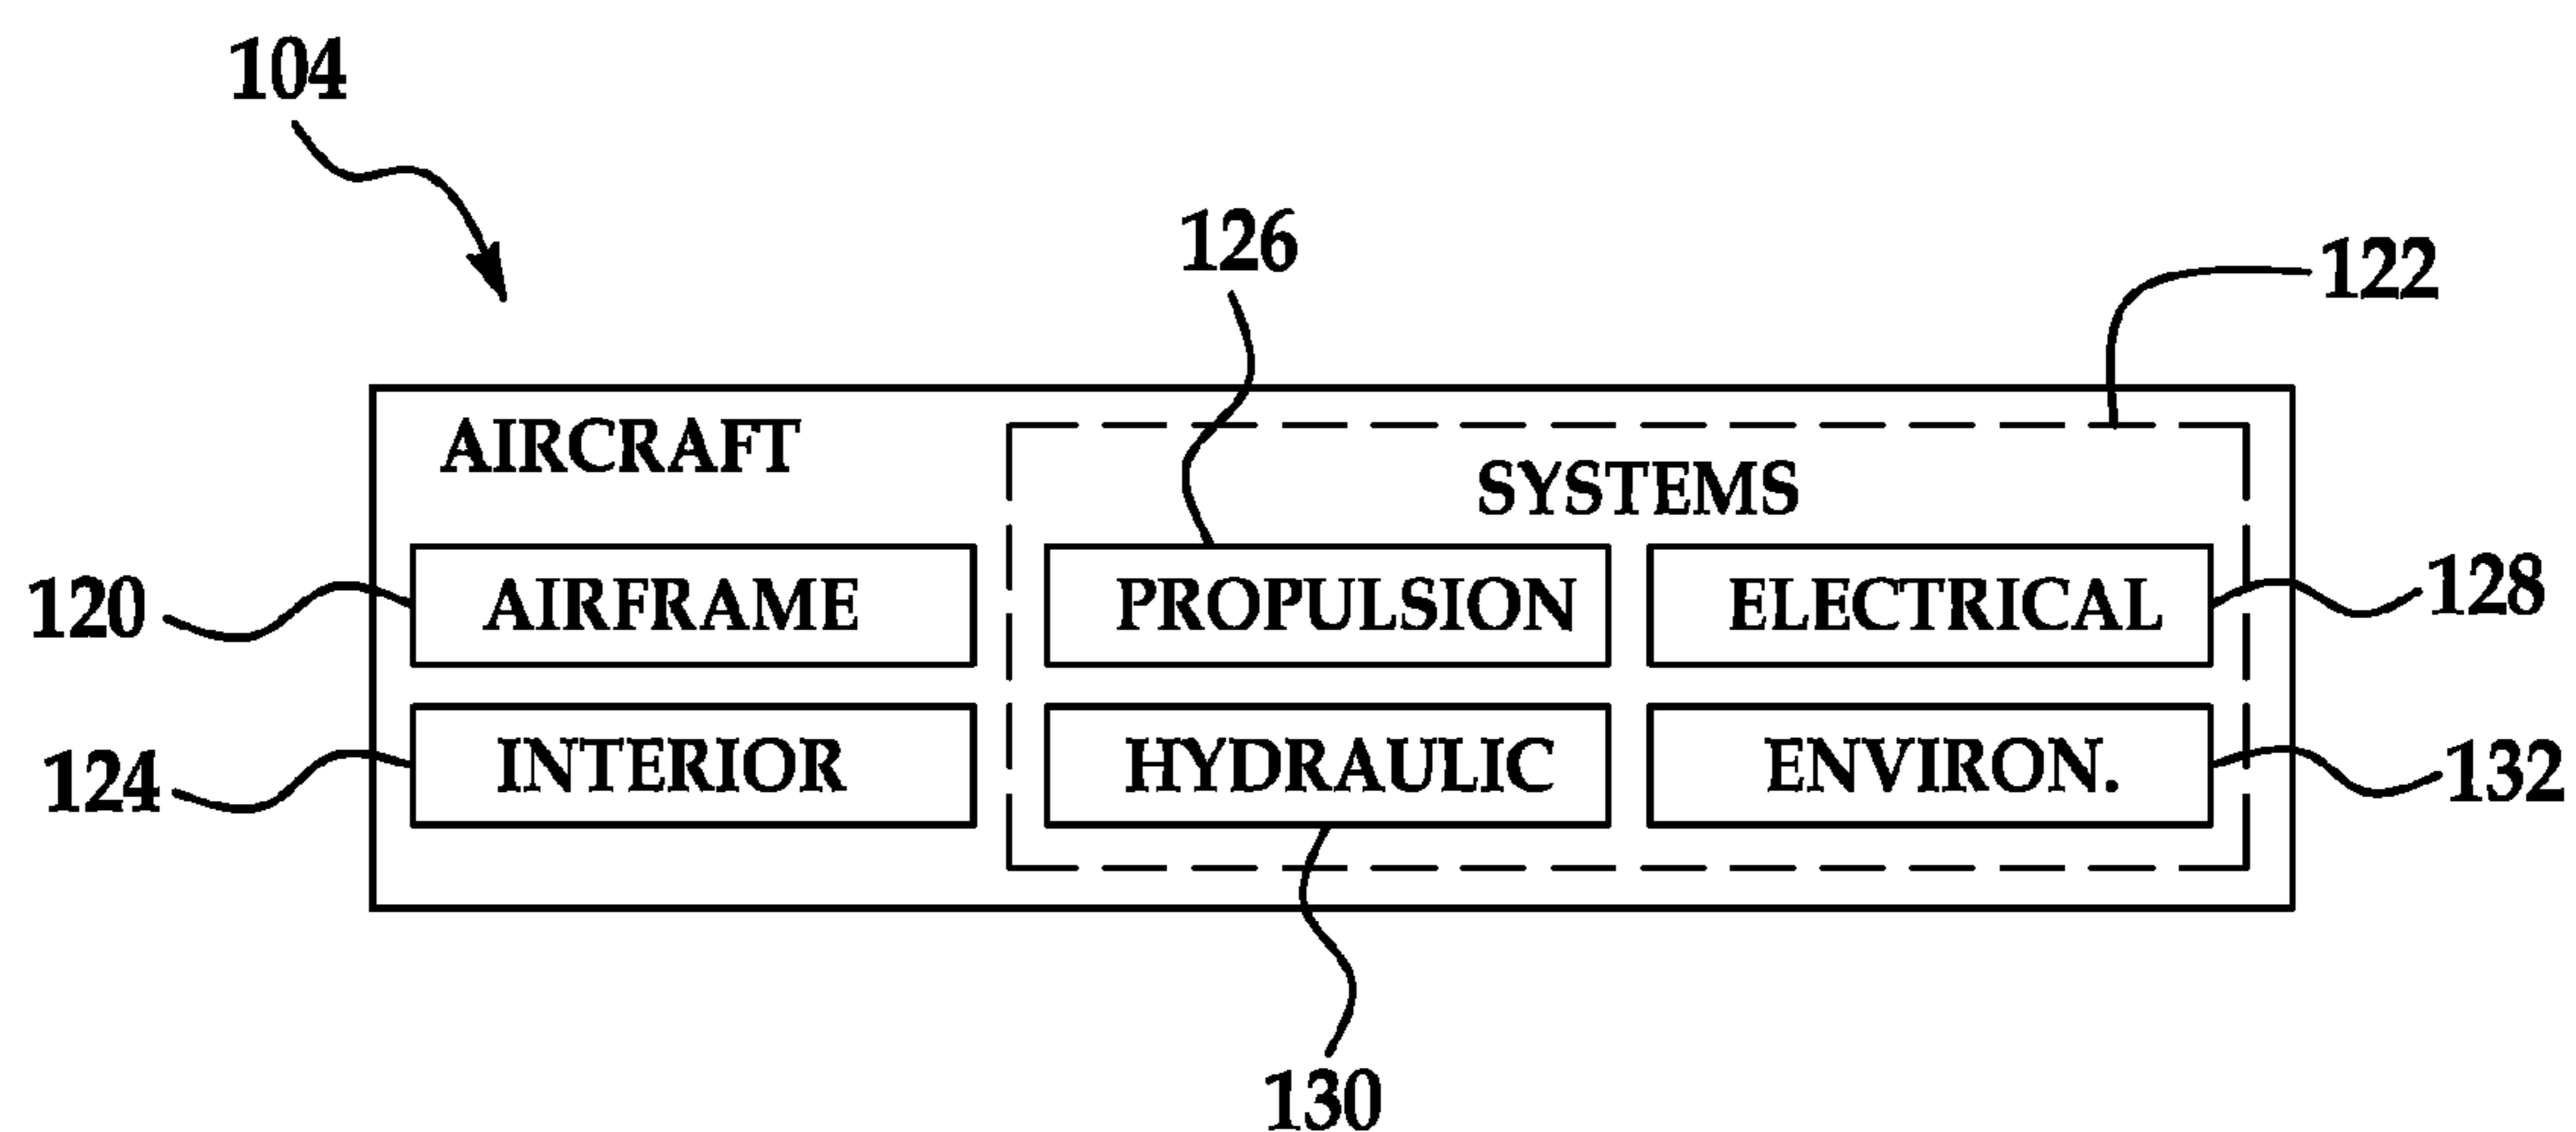 104
126
122
AIRCRAFT
SYSTEMS
120
AIRFRAME
PROPULSION
ELECTRICAL
128
124
INTERIOR
HYDRAULIC
ENVIRON.
132
130